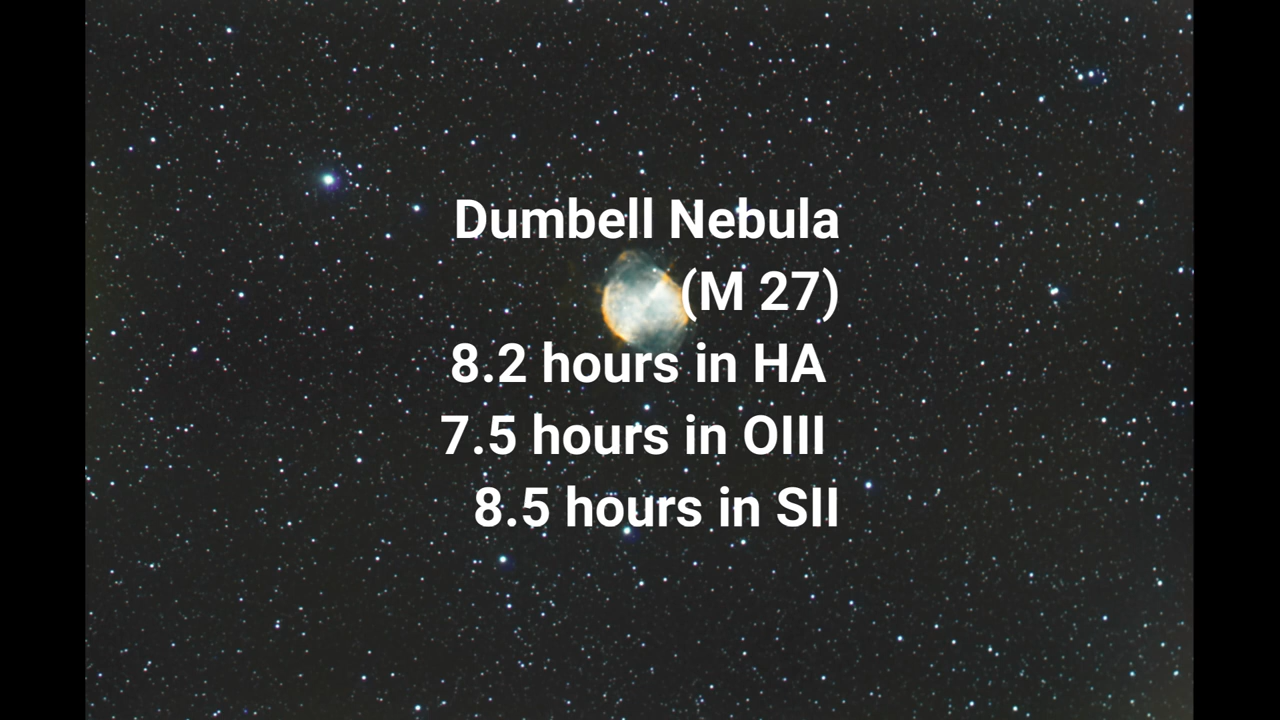 Dumbell Nebula
(M 27)
8.2 hours in HA
7.5 hours in OIII
8.5 hours in SII